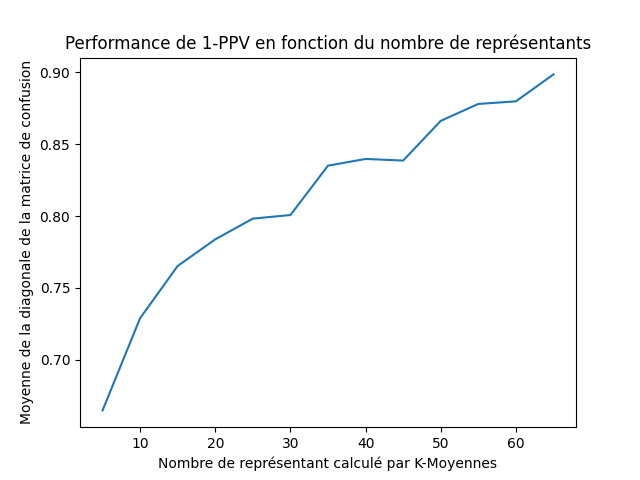 Performance de 1-PPV en fonction du nombre de représentants
Moyenne de la diagonale de la matrice de confusion
0.90
0.85
0.80
0.75
0.70
10 20 30 40 50 60
Nombre de représentant calculé par K-Moyennes